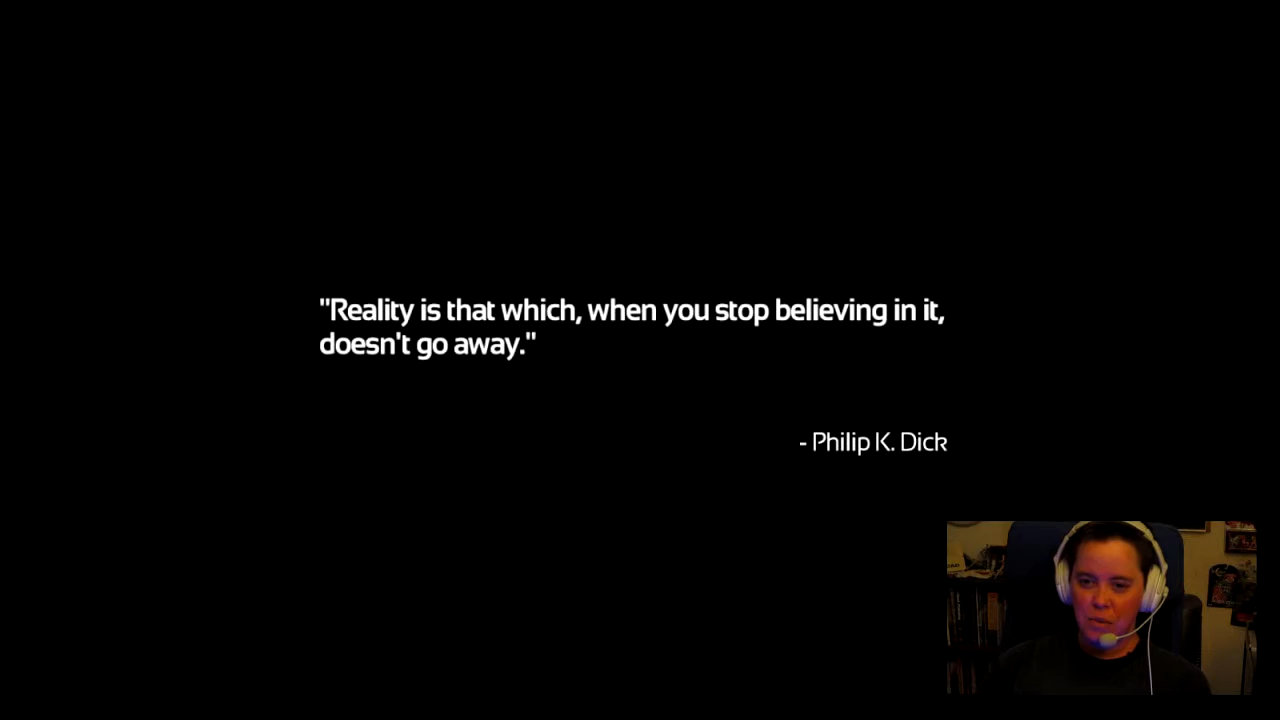 "Reality is that which, when you stop believing in it,
doesn't go away."
- Philip K. Dick